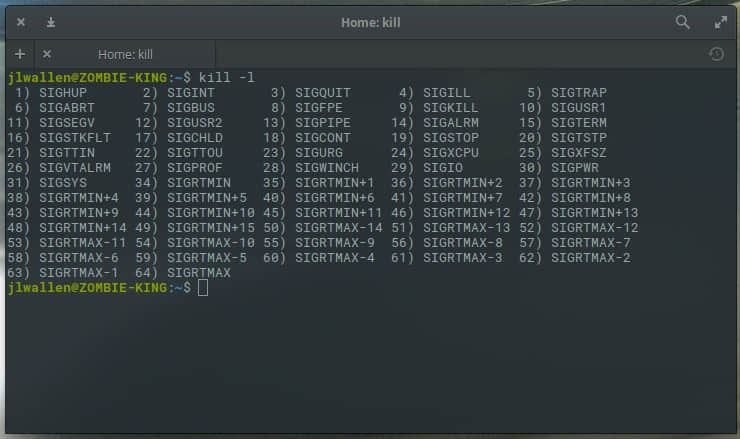 Home: kill
Home: kill
jlwallen@ZOMBIE-KING:~$ kill -l
 1) SIGHUP       2) SIGINT       3) SIGQUIT      4) SIGILL       5) SIGTRAP
 6) SIGABRT      7) SIGBUS       8) SIGFPE       9) SIGKILL     10) SIGUSR1
11) SIGSEGV     12) SIGUSR2     13) SIGPIPE     14) SIGALRM     15) SIGTERM
16) SIGSTKFLT   17) SIGCHLD     18) SIGCONT     19) SIGSTOP     20) SIGTSTP
21) SIGTTIN     22) SIGTTOU     23) SIGURG      24) SIGXCPU     25) SIGXFSZ
26) SIGVTALRM   27) SIGPROF     28) SIGWINCH    29) SIGIO       30) SIGPWR
31) SIGSYS      34) SIGRTMIN    35) SIGRTMIN+1  36) SIGRTMIN+2  37) SIGRTMIN+3
38) SIGRTMIN+4  39) SIGRTMIN+5  40) SIGRTMIN+6  41) SIGRTMIN+7  42) SIGRTMIN+8
43) SIGRTMIN+9  44) SIGRTMIN+10 45) SIGRTMIN+11 46) SIGRTMIN+12 47) SIGRTMIN+13
48) SIGRTMIN+14 49) SIGRTMIN+15 50) SIGRTMAX-14 51) SIGRTMAX-13 52) SIGRTMAX-12
53) SIGRTMAX-11 54) SIGRTMAX-10 55) SIGRTMAX-9  56) SIGRTMAX-8  57) SIGRTMAX-7
58) SIGRTMAX-6  59) SIGRTMAX-5  60) SIGRTMAX-4  61) SIGRTMAX-3  62) SIGRTMAX-2
63) SIGRTMAX-1  64) SIGRTMAX
jlwallen@ZOMBIE-KING:~$